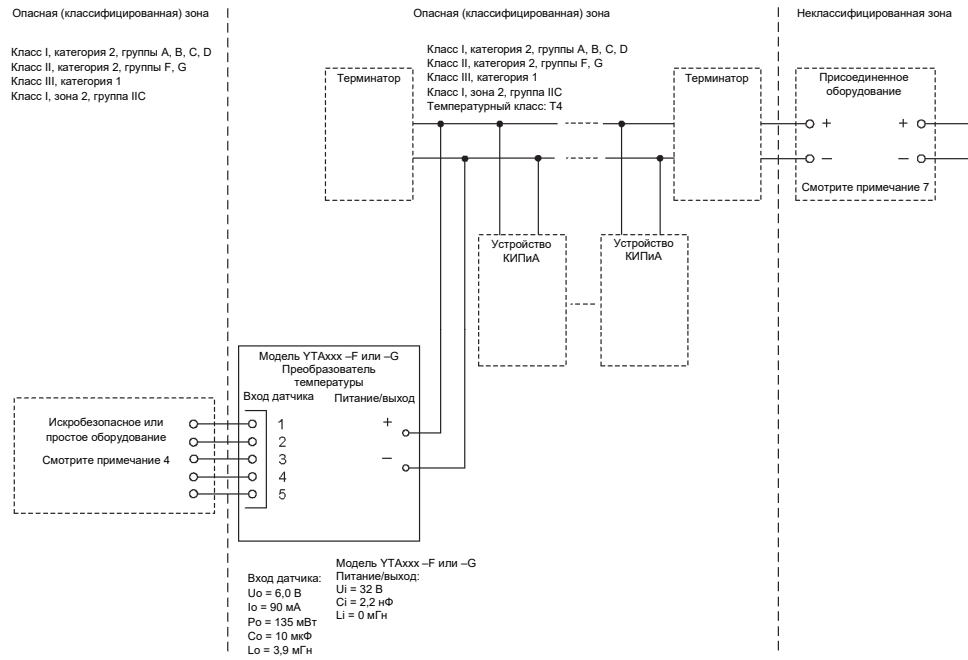 Опасная (классифицированная) зона
Класс I, категория 2, группы A, B, C, D
Класс II, категория 2, группы F, G
Класс III, категория 1
Класс I, зона 2, группа IIC
Опасная (классифицированная) зона
Класс I, категория 2, группы A, B, C, D
Класс II, категория 2, группы F, G
Класс III, категория 1
Класс I, зона 2, группа IIC
Температурный класс: T4
Неклассифицированная зона
Терминатор
Терминатор
Присоединенное
оборудование
+ +
– –
Смотрите примечание 7
Устройство
КИПиА
Устройство
КИПиА
Модель YTAxxx –F или –G
Преобразователь
температуры
Вход датчика
Питание/выход
+
–
1
2
3
4
5
Искробезопасное или
простое оборудование
Смотрите примечание 4
Вход датчика:
Uo = 6,0 В
Io = 90 мА
Po = 135 мВт
Co = 10 мкФ
Lo = 3,9 мГн
Модель YTAxxx –F или –G
Питание/выход:
Ui = 32 В
Ci = 2,2 нФ
Li = 0 мГн